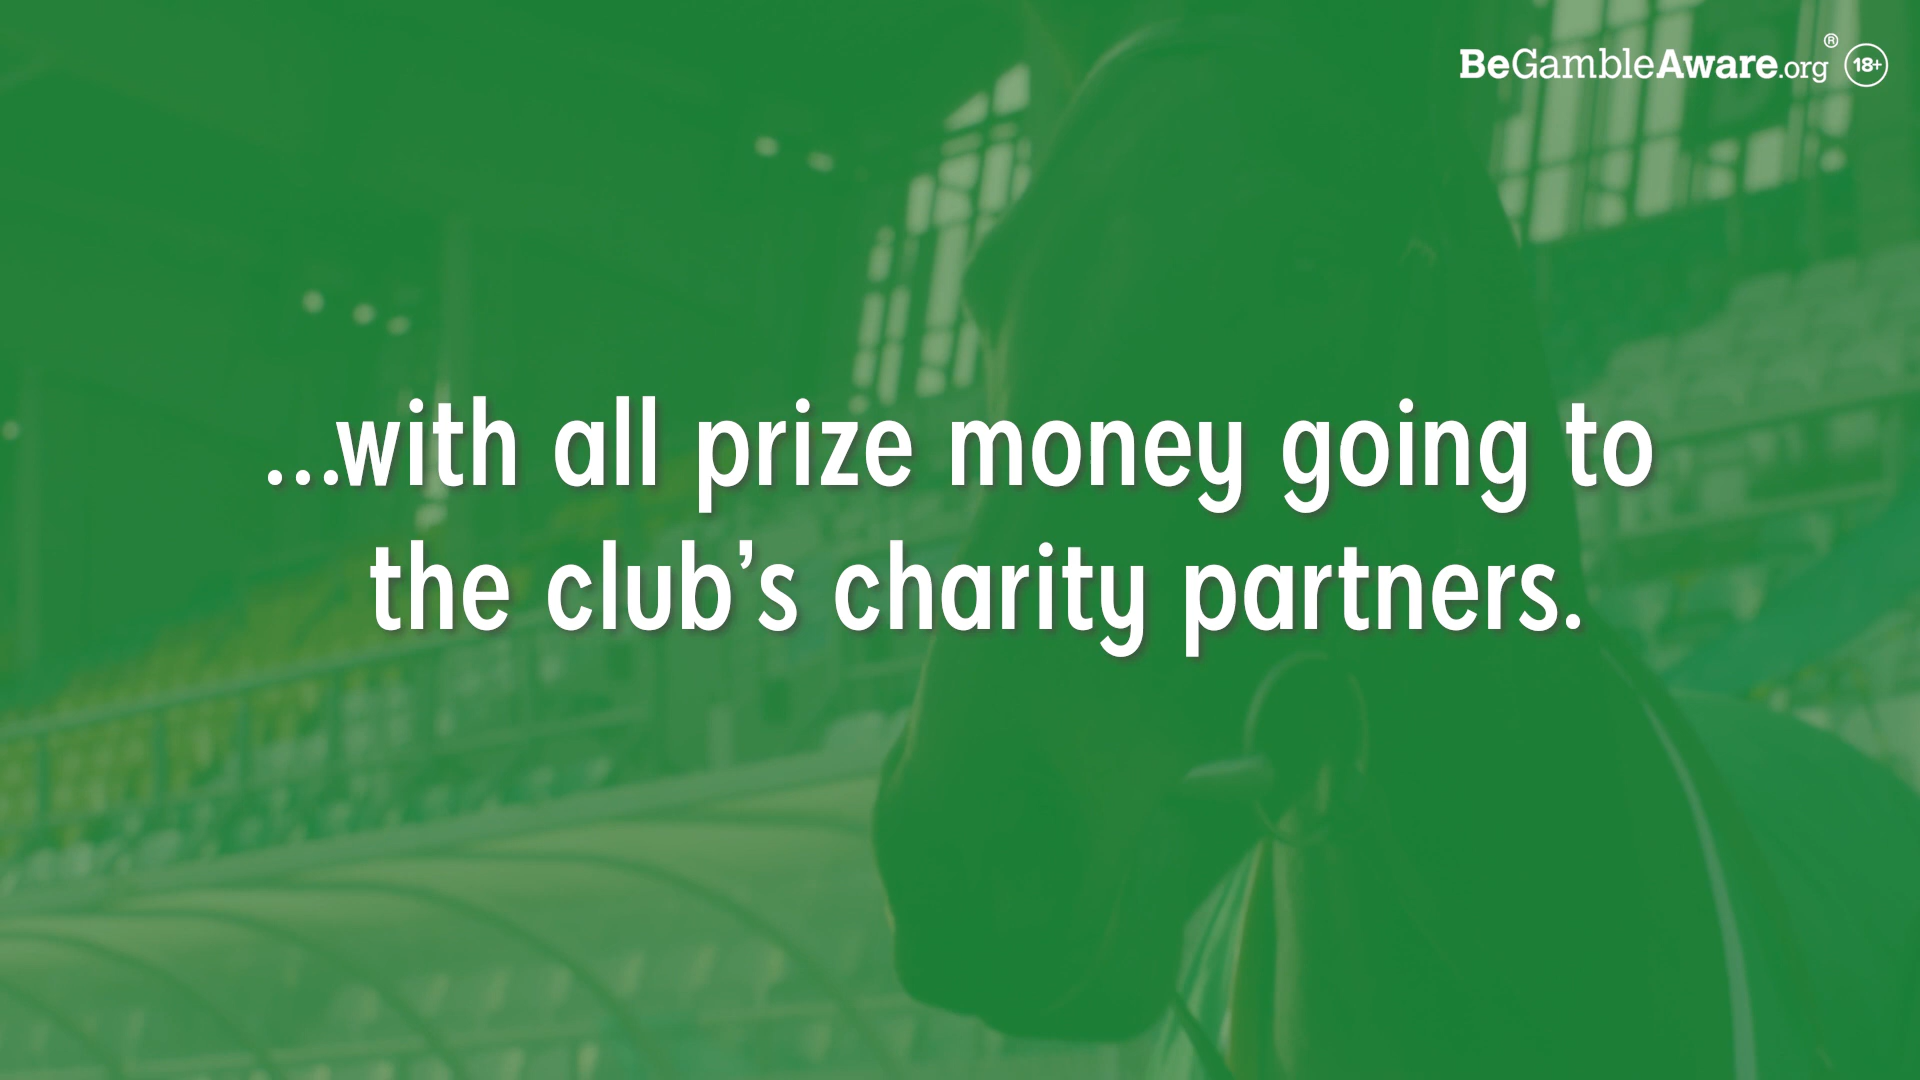 BeGambleAware.org® 18+
...with all prize money going to
the club’s charity partners.